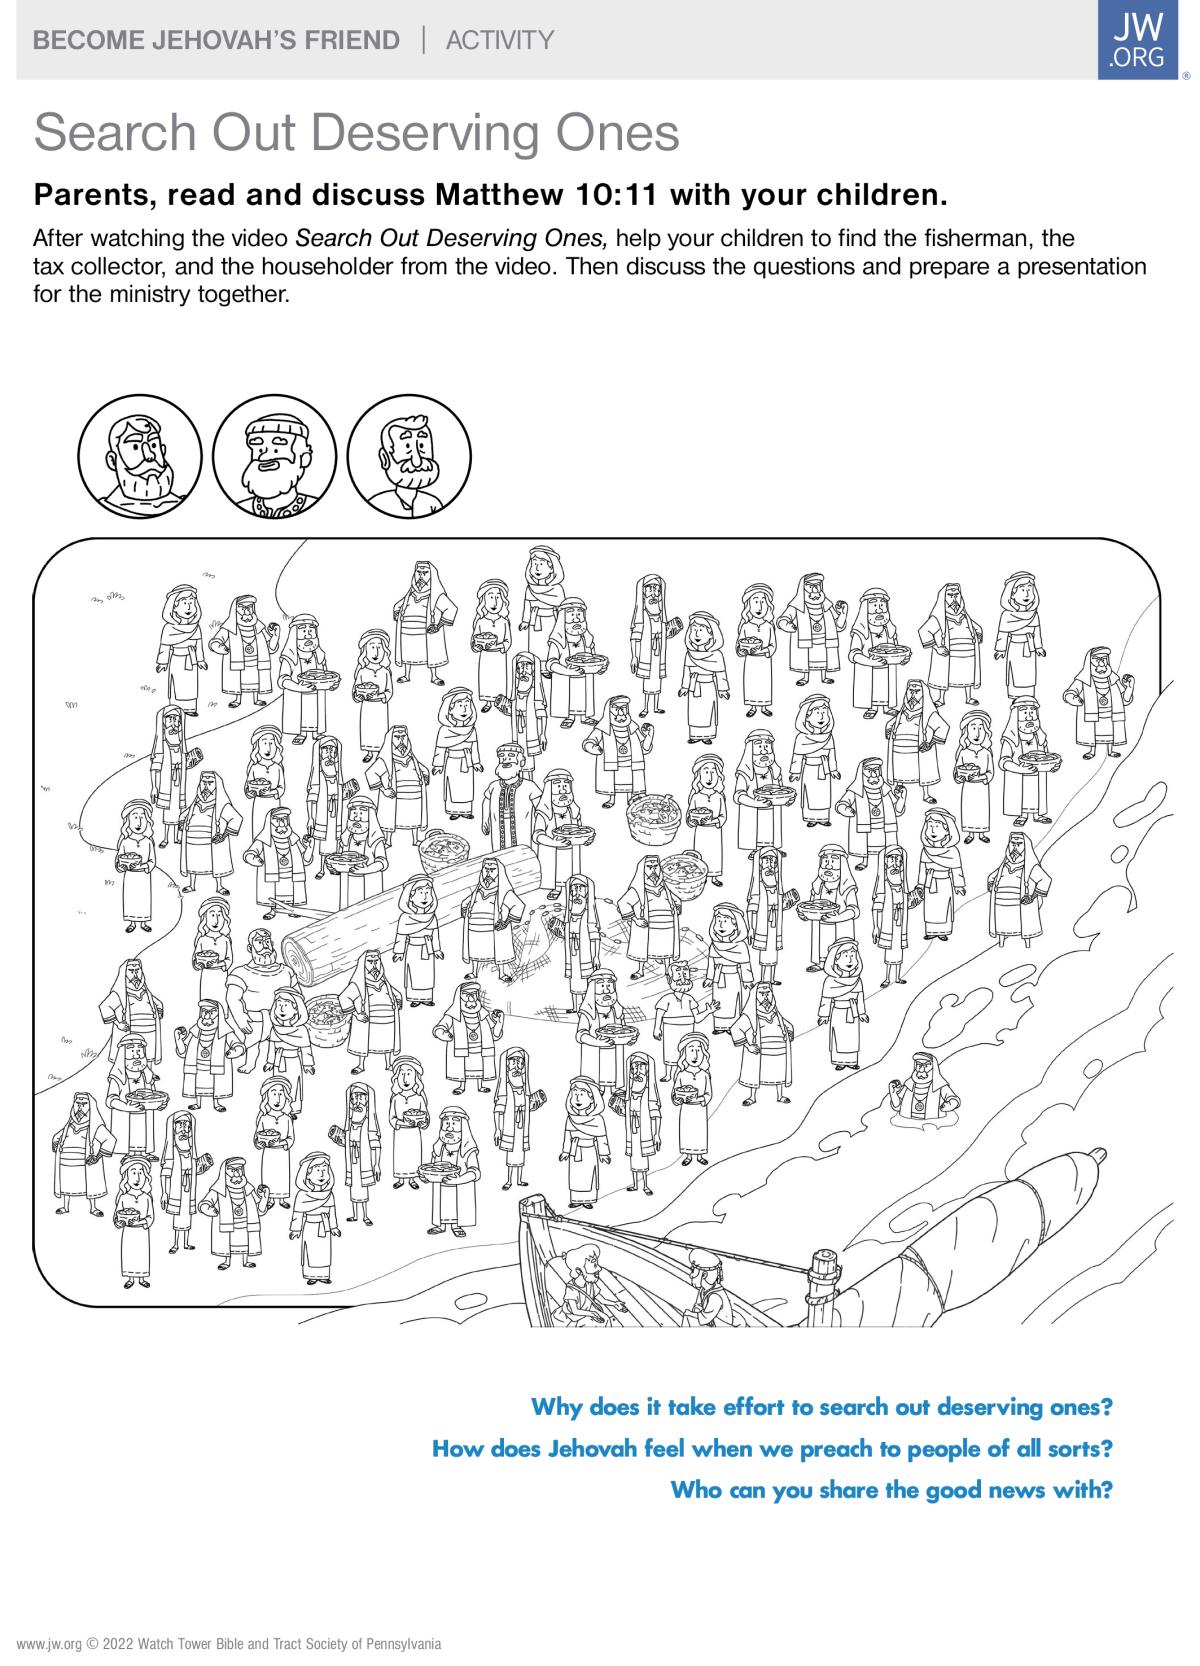 BECOME JEHOVAH'S FRIEND | ACTIVITY
JW
.ORG
®
Search Out Deserving Ones
Parents, read and discuss Matthew 10:11 with your children.
After watching the video Search Out Deserving Ones, help your children to find the fisherman, the
tax collector, and the householder from the video. Then discuss the questions and prepare a presentation
for the ministry together.
Why does it take effort to search out deserving ones?
How does Jehovah feel when we preach to people of all sorts?
Who can you share the good news with?
www.jw.org © 2022 Watch Tower Bible and Tract Society of Pennsylvania